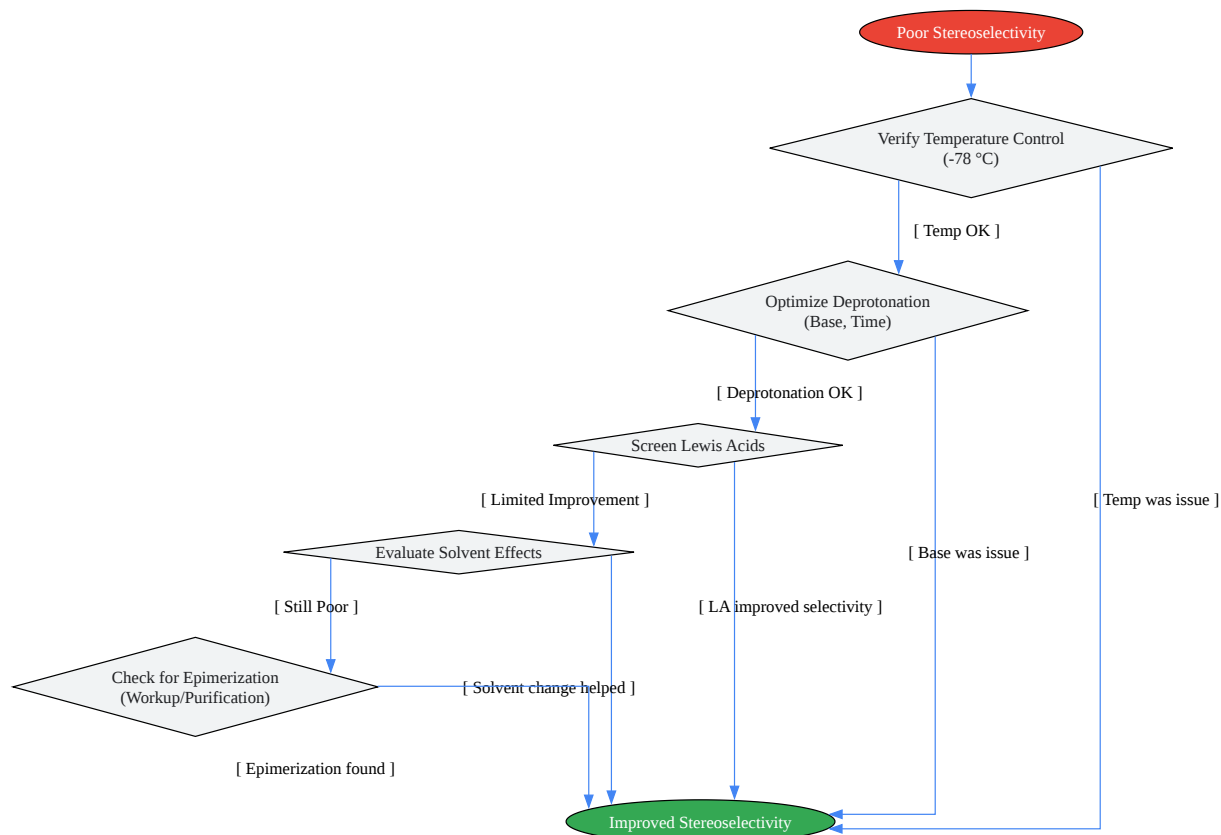 Poor Stereoselectivity
Verify Temperature Control
(-78 °C)
[ Temp OK ]
Optimize Deprotonation
(Base, Time)
[ Deprotonation OK ]
Screen Lewis Acids
[ Limited Improvement ]
[ Temp was issue ]
Evaluate Solvent Effects
[ Base was issue ]
[ Still Poor ]
[ LA improved selectivity ]
Check for Epimerization
(Workup/Purification)
[ Solvent change helped ]
[ Epimerization found ]
Improved Stereoselectivity